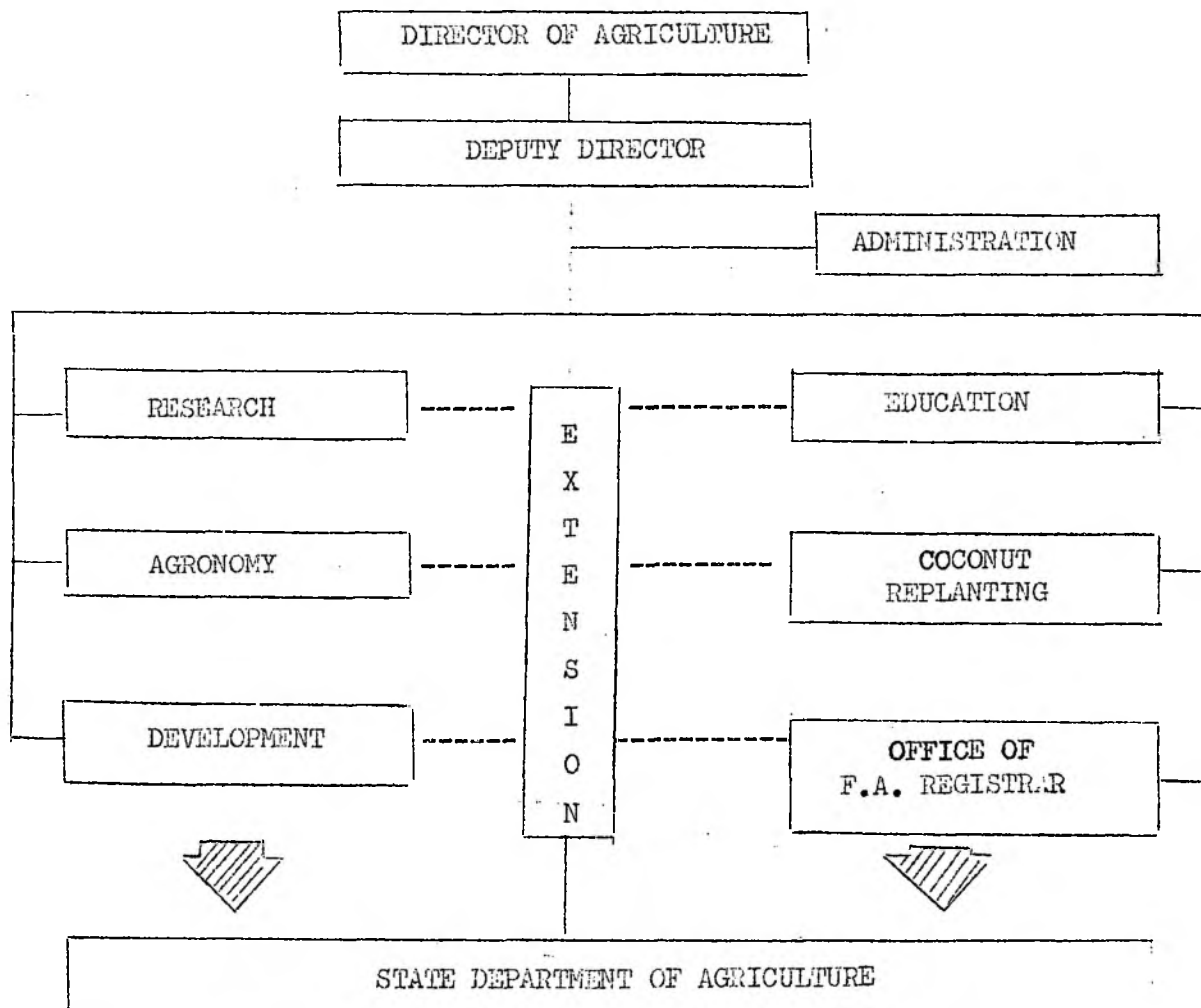 DIRECTOR OF AGRICULTURE
DEPUTY DIRECTOR
ADMINISTRATION
RESEARCH
EXTENSION
EDUCATION
AGRONOMY
COCONUT
REPLANTING
DEVELOPMENT
OFFICE OF
F.A. REGISTRAR
STATE DEPARTMENT OF AGRICULTURE